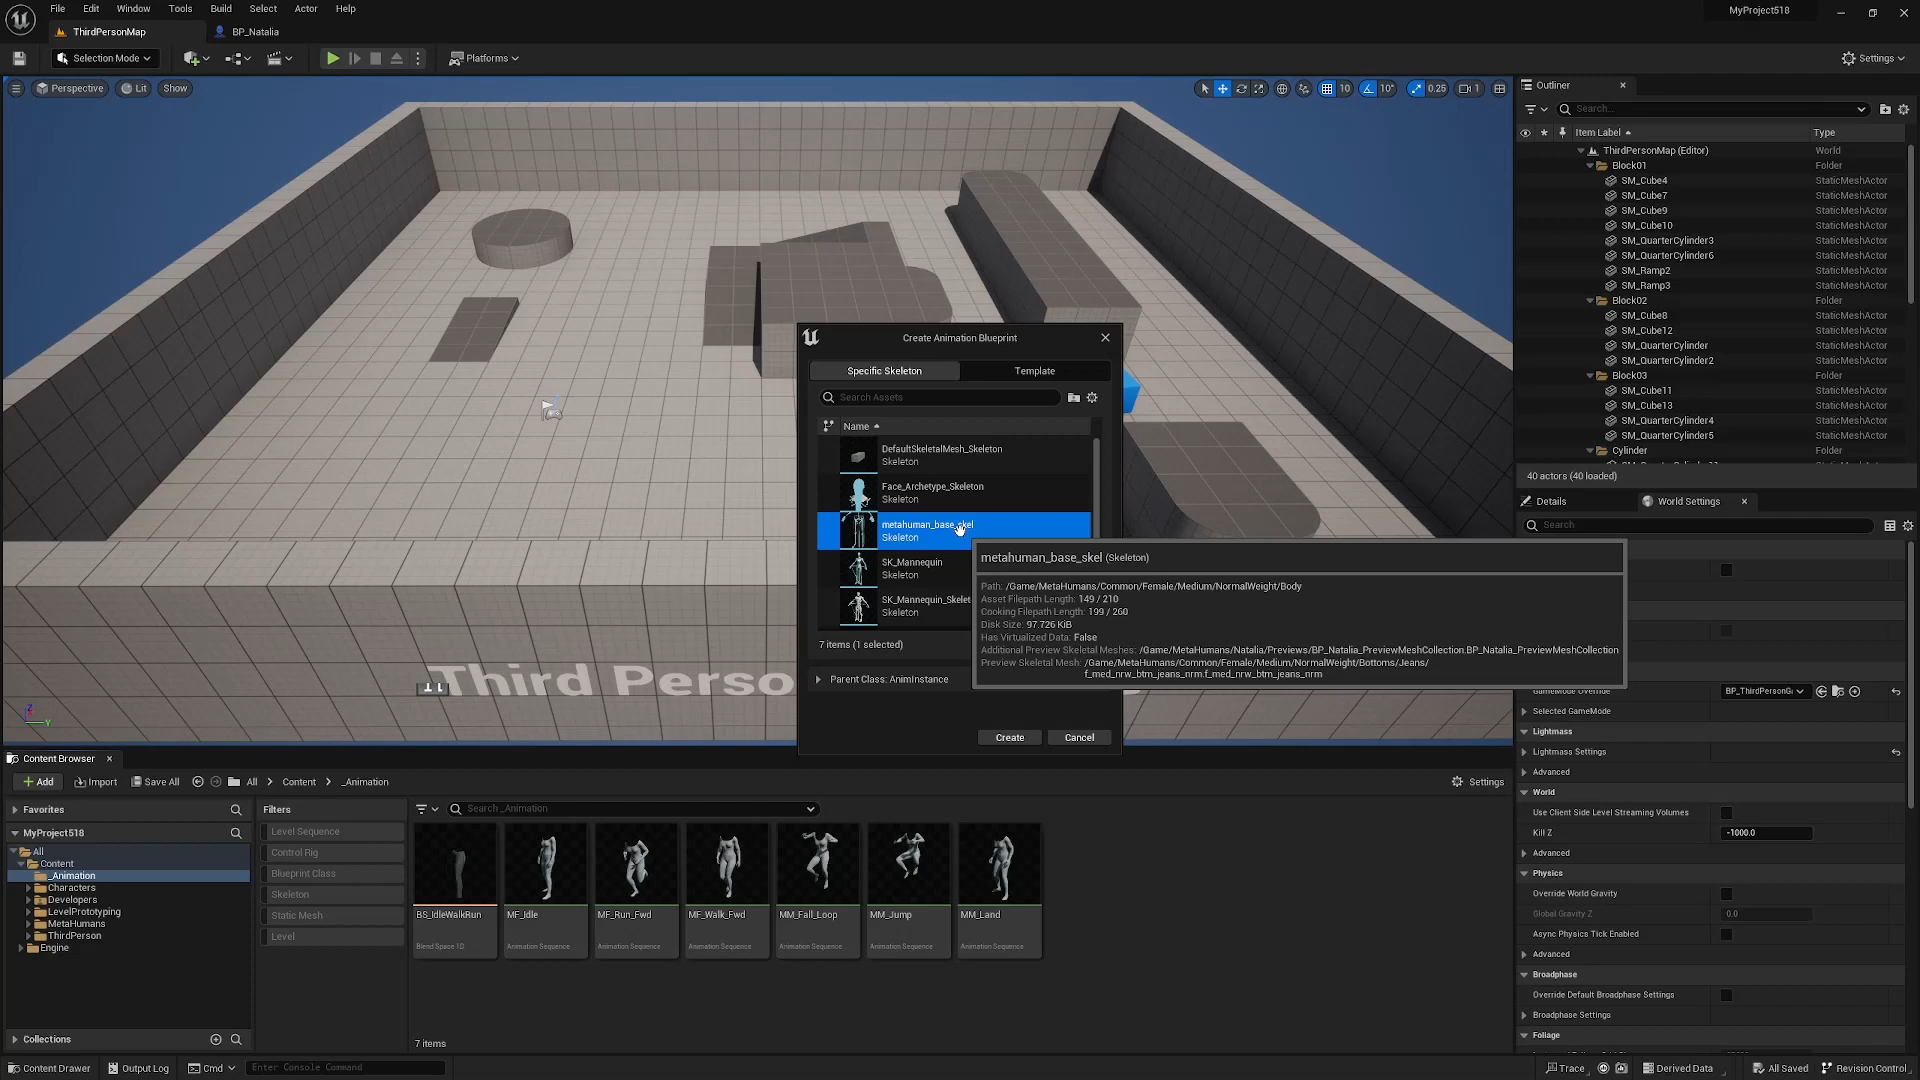 File Edit Window Tools Build Select Actor Help
MyProject518
ThirdPersonMap
BP_Natalia
Selection Mode
Platforms
Settings
Perspective
Lit
Show
10
10°
0.25
1
Third Perso
Create Animation Blueprint
Specific Skeleton
Template
Search Assets
Name
DefaultSkeletalMesh_Skeleton
Skeleton
Face_Archetype_Skeleton
Skeleton
metahuman_base_skel
Skeleton
SK_Mannequin
Skeleton
SK_Mannequin_Skelet
Skeleton
7 items (1 selected)
Parent Class: AnimInstance
Create
Cancel
metahuman_base_skel (Skeleton)
Path: /Game/MetaHumans/Common/Female/Medium/NormalWeight/Body
Asset Filepath Length: 149 / 210
Cooking Filepath Length: 199 / 260
Disk Size: 97.726 KiB
Has Virtualized Data: False
Additional Preview Skeletal Meshes: /Game/MetaHumans/Natalia/Previews/BP_Natalia_PreviewMeshCollection.BP_Natalia_PreviewMeshCollection
Preview Skeletal Mesh: /Game/MetaHumans/Common/Female/Medium/NormalWeight/Bottoms/Jeans/
f_med_nrw_btm_jeans_nrm.f_med_nrw_btm_jeans_nrm
Outliner
Search...
Item Label Type
ThirdPersonMap (Editor) World
Block01 Folder
SM_Cube4 StaticMeshActor
SM_Cube7 StaticMeshActor
SM_Cube9 StaticMeshActor
SM_Cube10 StaticMeshActor
SM_QuarterCylinder3 StaticMeshActor
SM_QuarterCylinder6 StaticMeshActor
SM_Ramp2 StaticMeshActor
SM_Ramp3 StaticMeshActor
Block02 Folder
SM_Cube8 StaticMeshActor
SM_Cube12 StaticMeshActor
SM_QuarterCylinder StaticMeshActor
SM_QuarterCylinder2 StaticMeshActor
Block03 Folder
SM_Cube11 StaticMeshActor
SM_Cube13 StaticMeshActor
SM_QuarterCylinder4 StaticMeshActor
SM_QuarterCylinder5 StaticMeshActor
Cylinder Folder
40 actors (40 loaded)
Details
World Settings
Search
GameMode Override BP_ThirdPersonG
Selected GameMode
Lightmass
Lightmass Settings
Advanced
World
Use Client Side Level Streaming Volumes
Kill Z -1000.0
Advanced
Physics
Override World Gravity
Global Gravity Z 0.0
Async Physics Tick Enabled
Advanced
Broadphase
Override Default Broadphase Settings
Broadphase Settings
Foliage
Content Browser
Add
Import
Save All
All > Content > _Animation
Settings
Favorites
MyProject518
All
Content
_Animation
Characters
Developers
LevelPrototyping
MetaHumans
ThirdPerson
Engine
Collections
Filters
Level Sequence
Control Rig
Blueprint Class
Skeleton
Static Mesh
Level
Search _Animation
BS_IdleWalkRun
Blend Space 1D
MF_Idle
Animation Sequence
MF_Run_Fwd
Animation Sequence
MF_Walk_Fwd
Animation Sequence
MM_Fall_Loop
Animation Sequence
MM_Jump
Animation Sequence
MM_Land
Animation Sequence
7 items
Content Drawer
Output Log
Cmd
Enter Console Command
Trace
Derived Data
All Saved
Revision Control